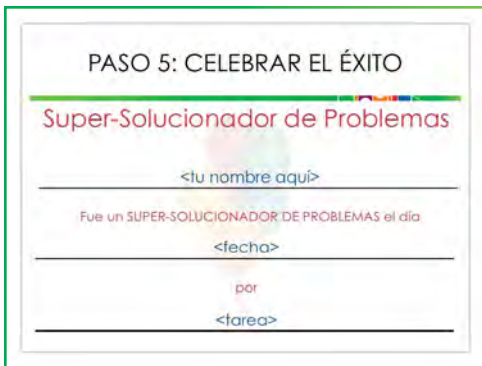 PASO 5: CELEBRAR EL ÉXITO
Super-Solucionador de Problemas
<tu nombre aquí>
Fue un SUPER-SOLUCIONADOR DE PROBLEMAS el día
<fecha>
por
<tarea>